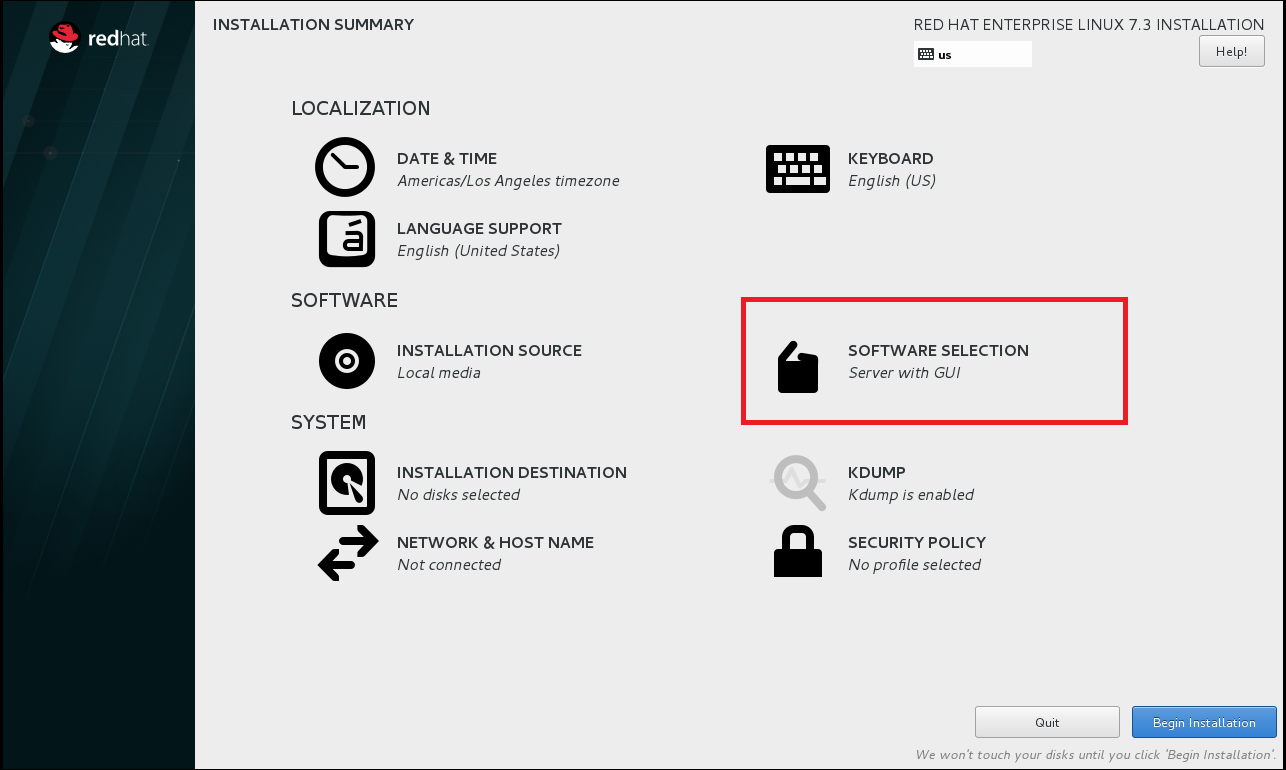 redhat.
INSTALLATION SUMMARY
RED HAT ENTERPRISE LINUX 7.3 INSTALLATION
us
Help!
LOCALIZATION
DATE & TIME
Americas/Los Angeles timezone
KEYBOARD
English (US)
á
LANGUAGE SUPPORT
English (United States)
SOFTWARE
INSTALLATION SOURCE
Local media
SOFTWARE SELECTION
Server with GUI
SYSTEM
INSTALLATION DESTINATION
No disks selected
KDUMP
Kdump is enabled
NETWORK & HOST NAME
Not connected
SECURITY POLICY
No profile selected
Quit
Begin Installation
We won't touch your disks until you click 'Begin Installation'.